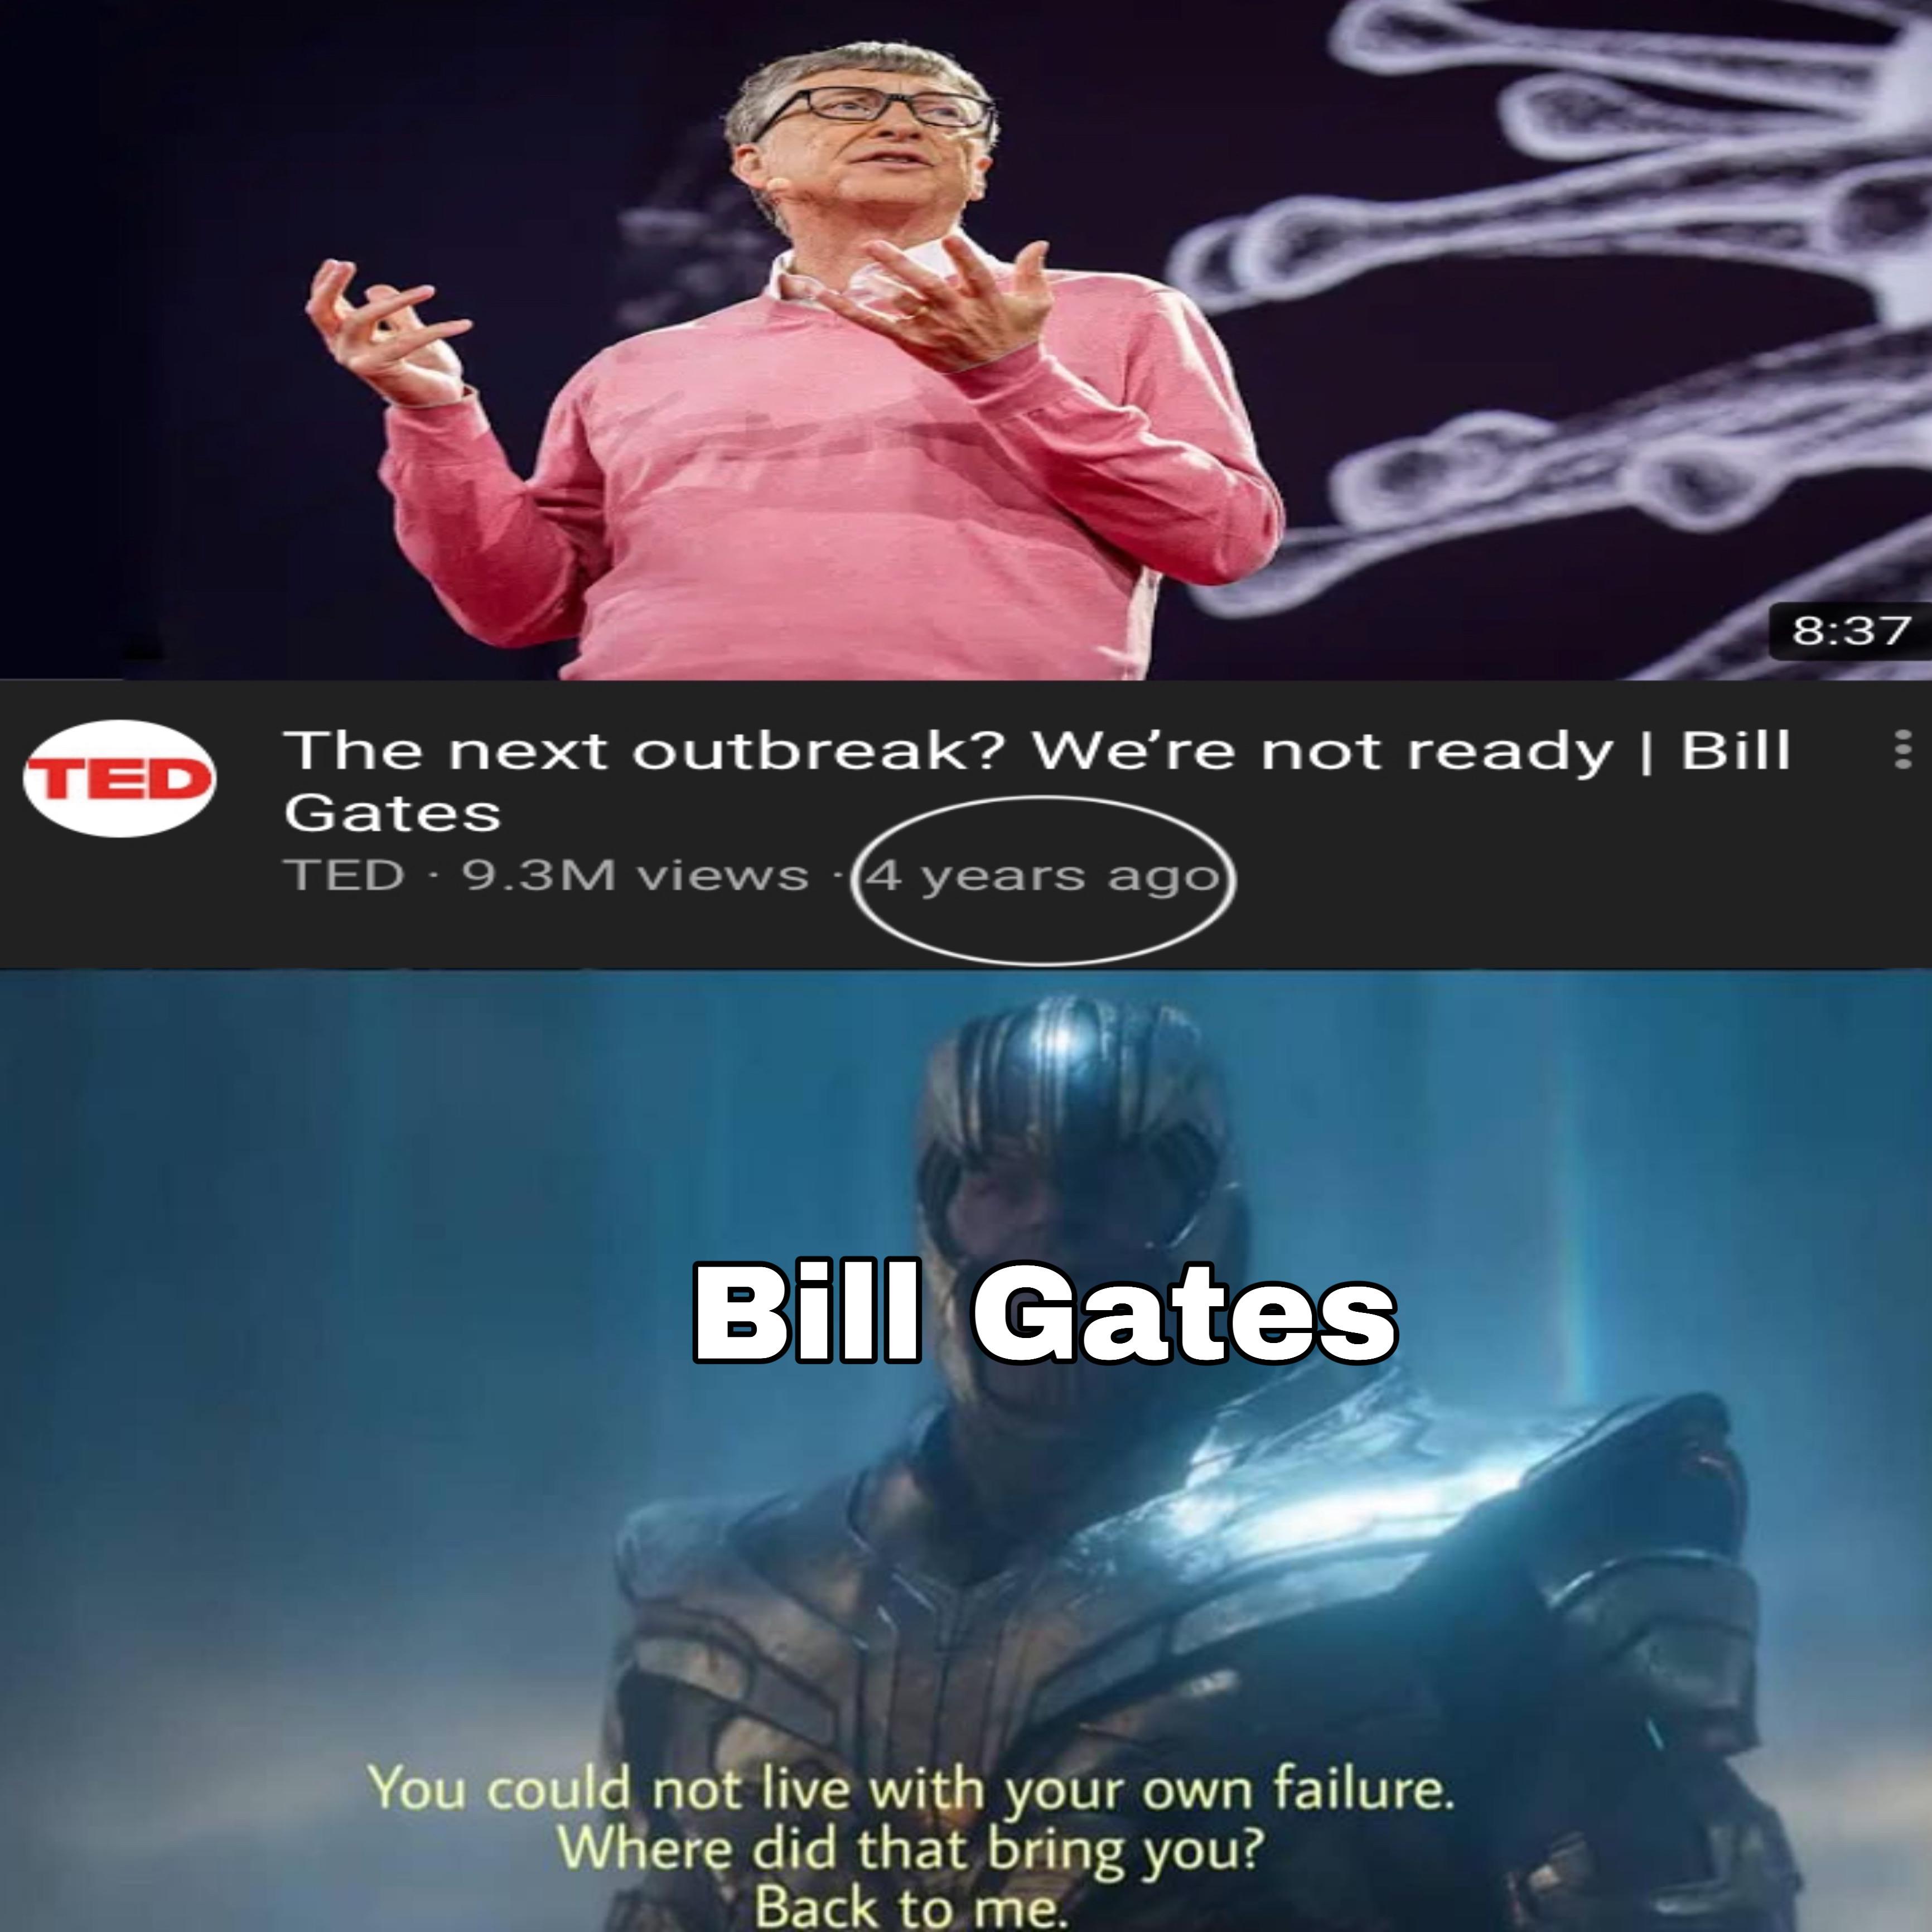 8:37
TED
The next outbreak? We’re not ready | Bill
Gates
TED · 9.3M views · 4 years ago
Bill Gates
You could not live with your own failure.
Where did that bring you?
Back to me.